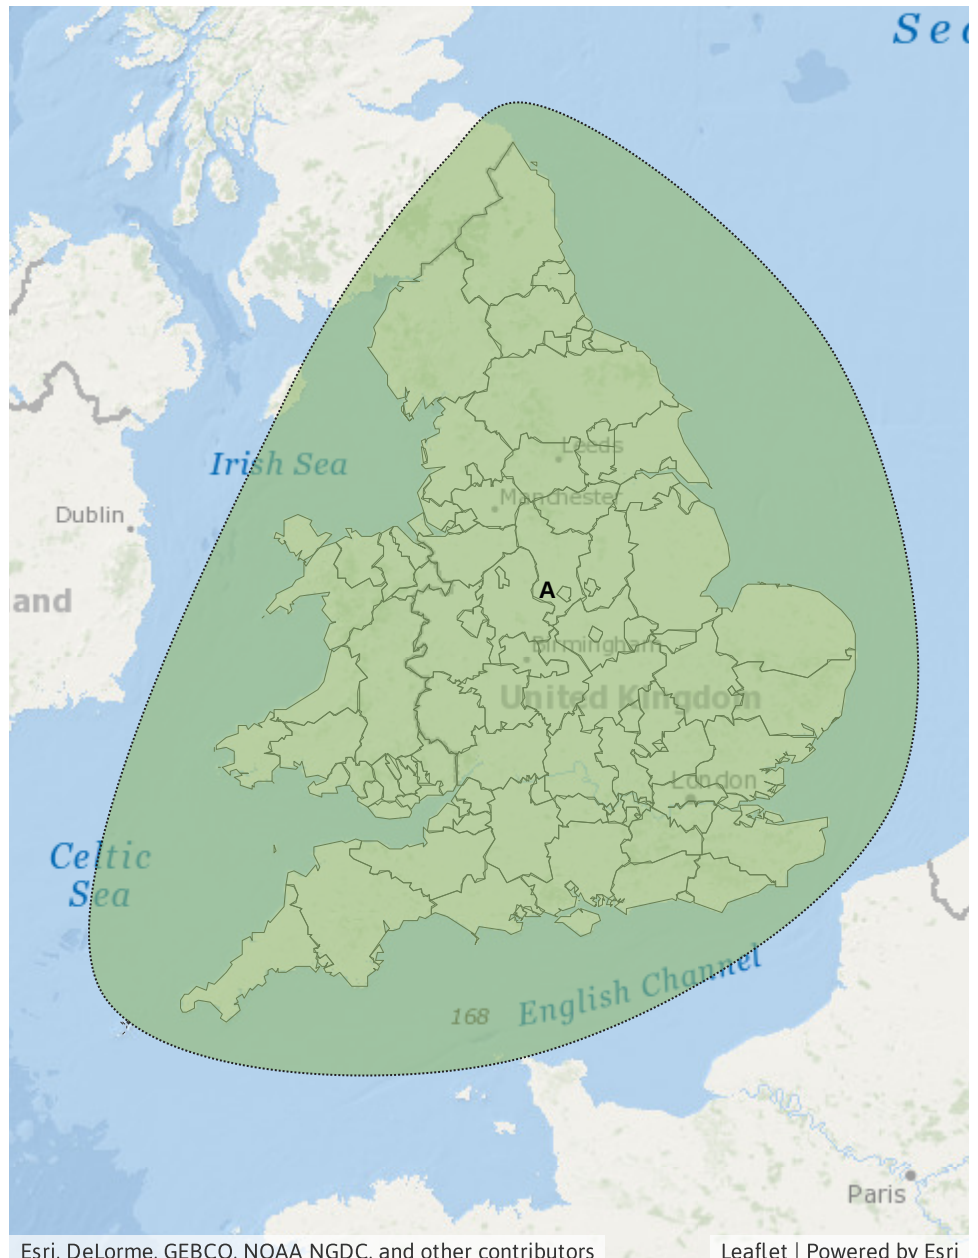 Sea
Leeds
Irish Sea
Manchester
Dublin
A
and
Birmingham
United Kingdom
London
Celtic
Sea
English Channel
168
Paris
Esri, DeLorme, GEBCO, NOAA NGDC, and other contributors
Leaflet | Powered by Esri